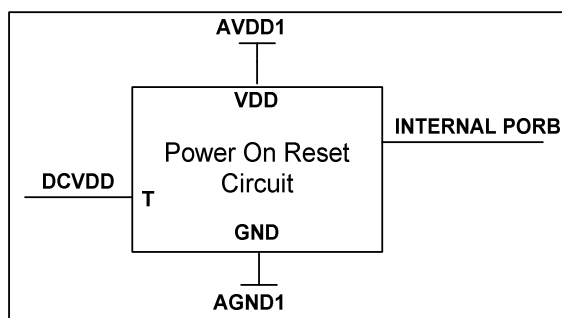 AVDD1
VDD
INTERNAL PORB
Power On Reset
Circuit
DCVDD
T
GND
AGND1